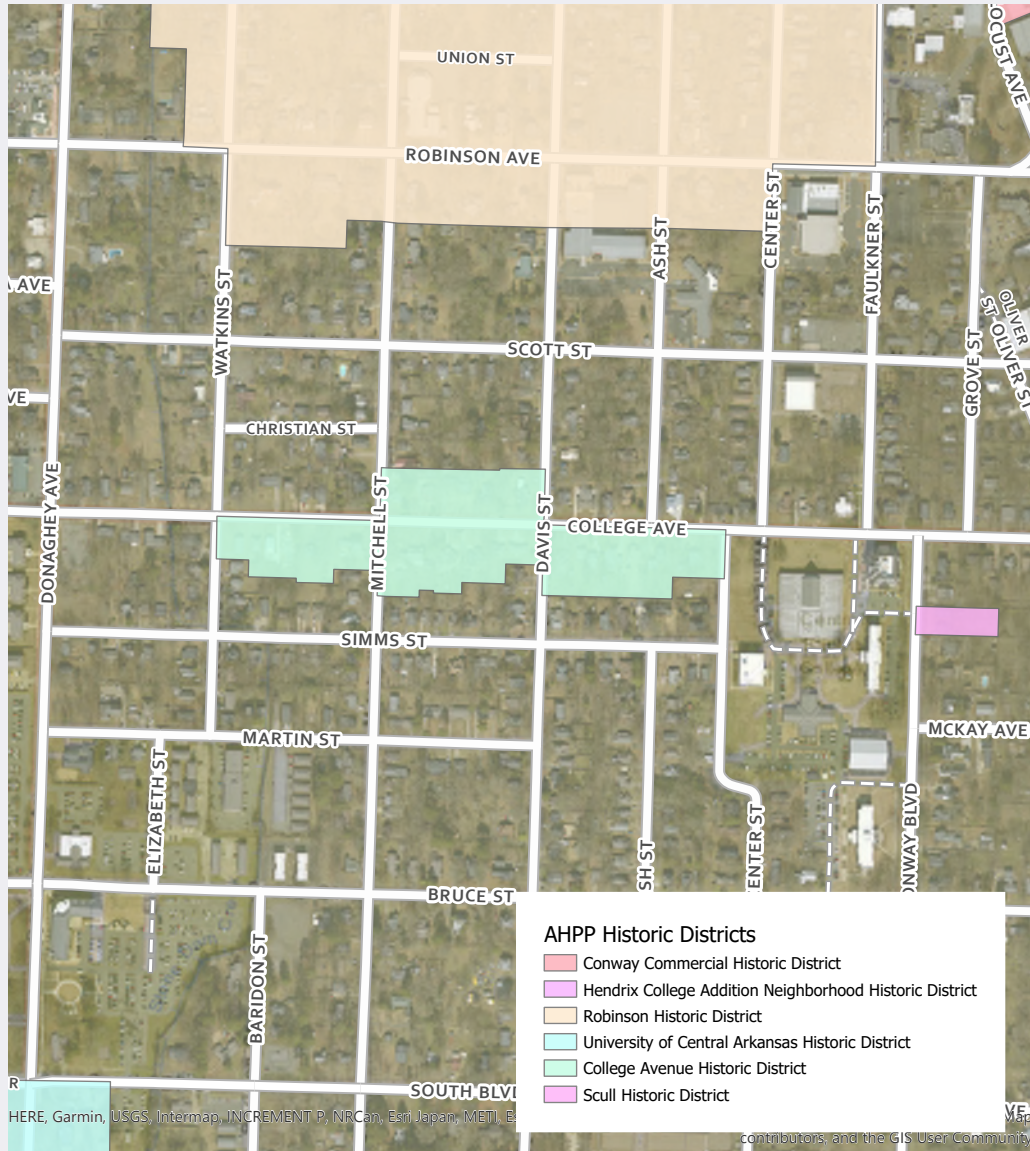 LOCUST AVE
UNION ST
ROBINSON AVE
CENTER ST
FAULKNER ST
ASH ST
WATKINS ST
AVE
OLIVER
ST
OLIVER ST
SCOTT ST
GROVE ST
VE
CHRISTIAN ST
DONAGHEY AVE
MITCHELL ST
DAVIS ST
COLLEGE AVE
SIMMS ST
MARTIN ST
MCKAY AVE
ELIZABETH ST
SH ST
ENTER ST
ONWAY BLVD
BRUCE ST
BARIDON ST
AHPP Historic Districts
Conway Commercial Historic District
Hendrix College Addition Neighborhood Historic District
Robinson Historic District
University of Central Arkansas Historic District
College Avenue Historic District
Scull Historic District
R
SOUTH BLVD
HERE, Garmin, USGS, Intermap, INCREMENT P, NRCan, Esri Japan, METI, Es
Map
contributors, and the GIS User Community